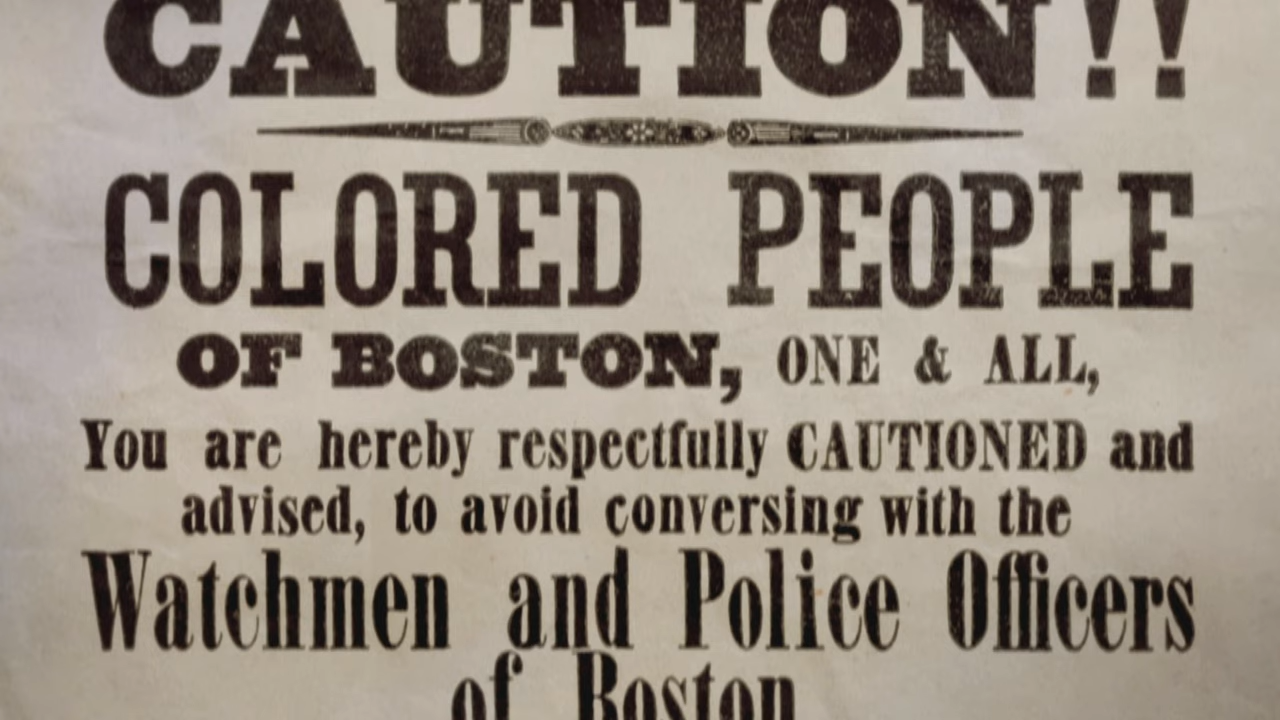 CAUTION!!
COLORED PEOPLE
OF BOSTON, ONE & ALL,
You are hereby respectfully CAUTIONED and
advised, to avoid conversing with the
Watchmen and Police Officers
of Boston